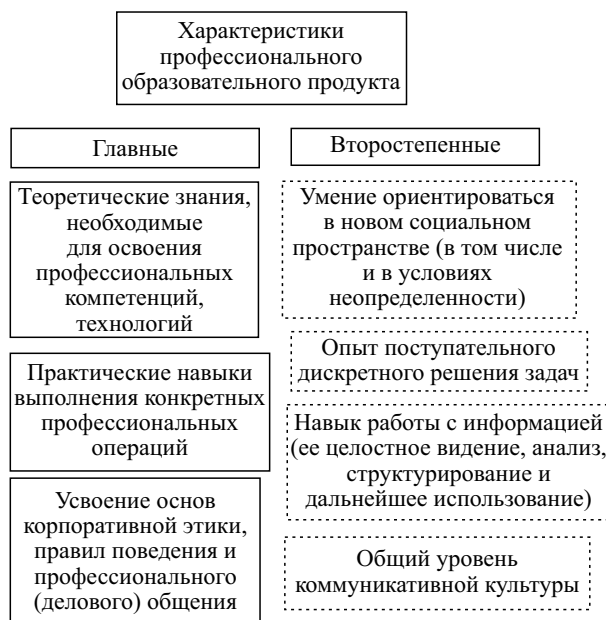 Характеристики
профессионального
образовательного продукта
Главные
Теоретические знания,
необходимые
для освоения
профессиональных
компетенций,
технологий
Практические навыки
выполнения конкретных
профессиональных
операций
Усвоение основ
корпоративной этики,
правил поведения и
профессионального
(делового) общения
Второстепенные
Умение ориентироваться
в новом социальном
пространстве (в том числе
и в условиях
неопределенности)
Опыт поступательного
дискретного решения задач
Навык работы с информацией
(ее целостное видение, анализ,
структурирование и
дальнейшее использование)
Общий уровень
коммуникативной культуры